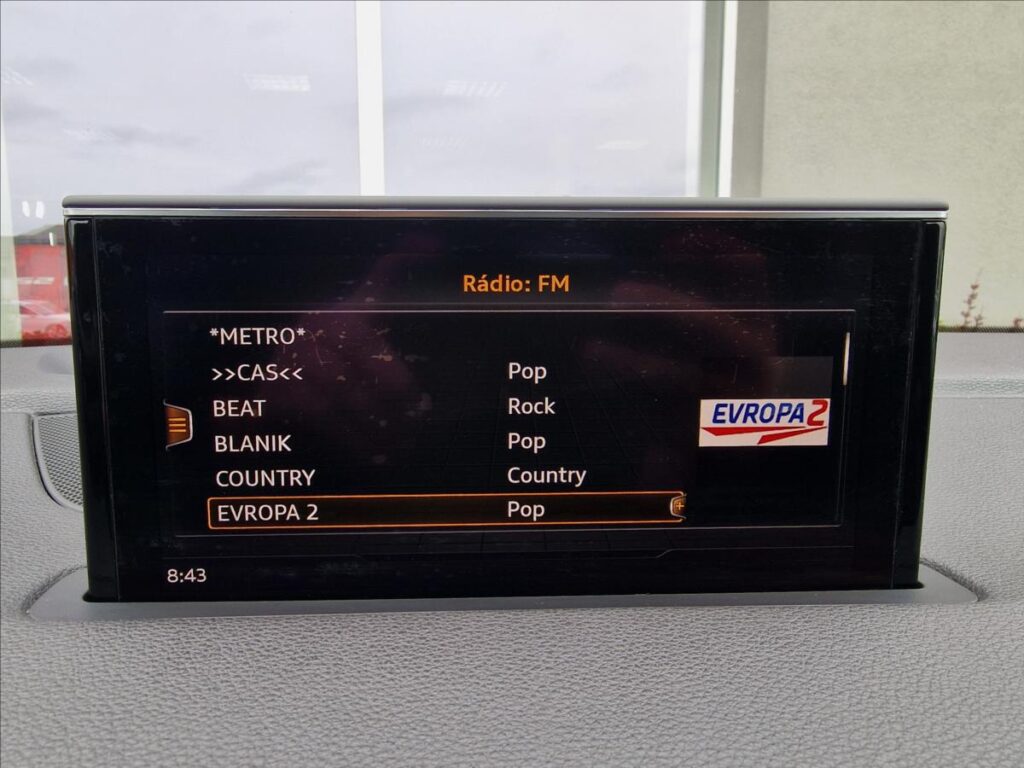 Rádio: FM
*METRO*
>>CAS<< Pop
BEAT Rock
BLANIK Pop
COUNTRY Country
EVROPA 2 Pop
EVROPA 2
8:43